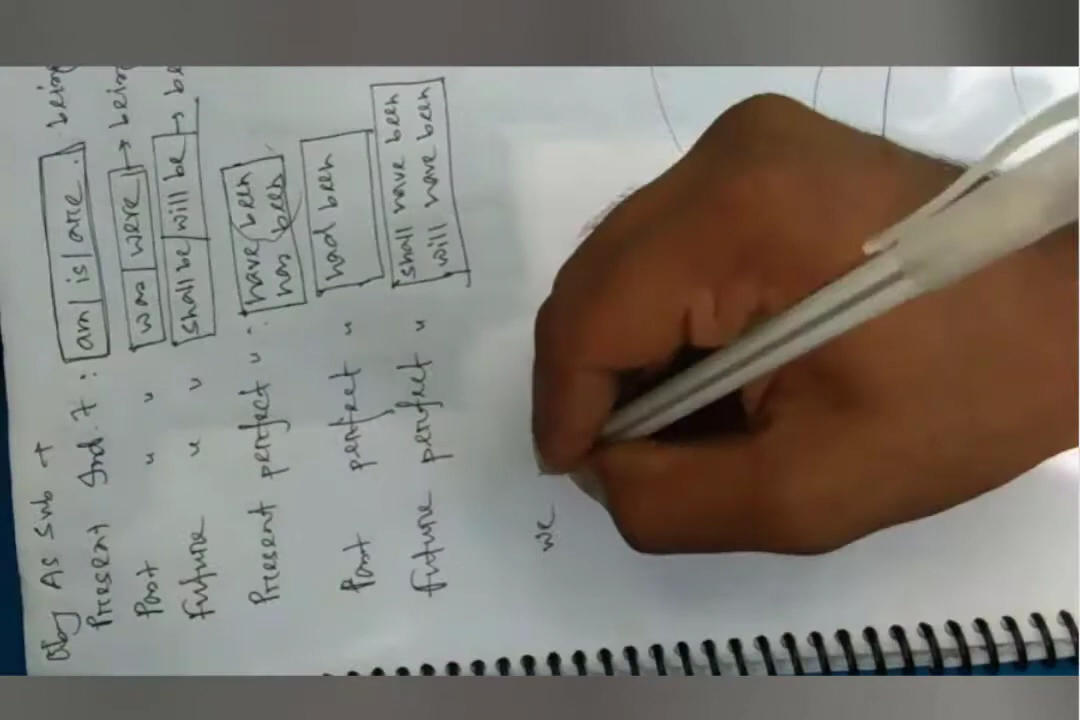 Obj As Sub +
Present Ind. T : am / is / are . being
Past " " was / were → being
Future " " shall be / will be → be
Present perfect " : have been
has been
Past perfect " had been
Future perfect " shall have been
will have been
we